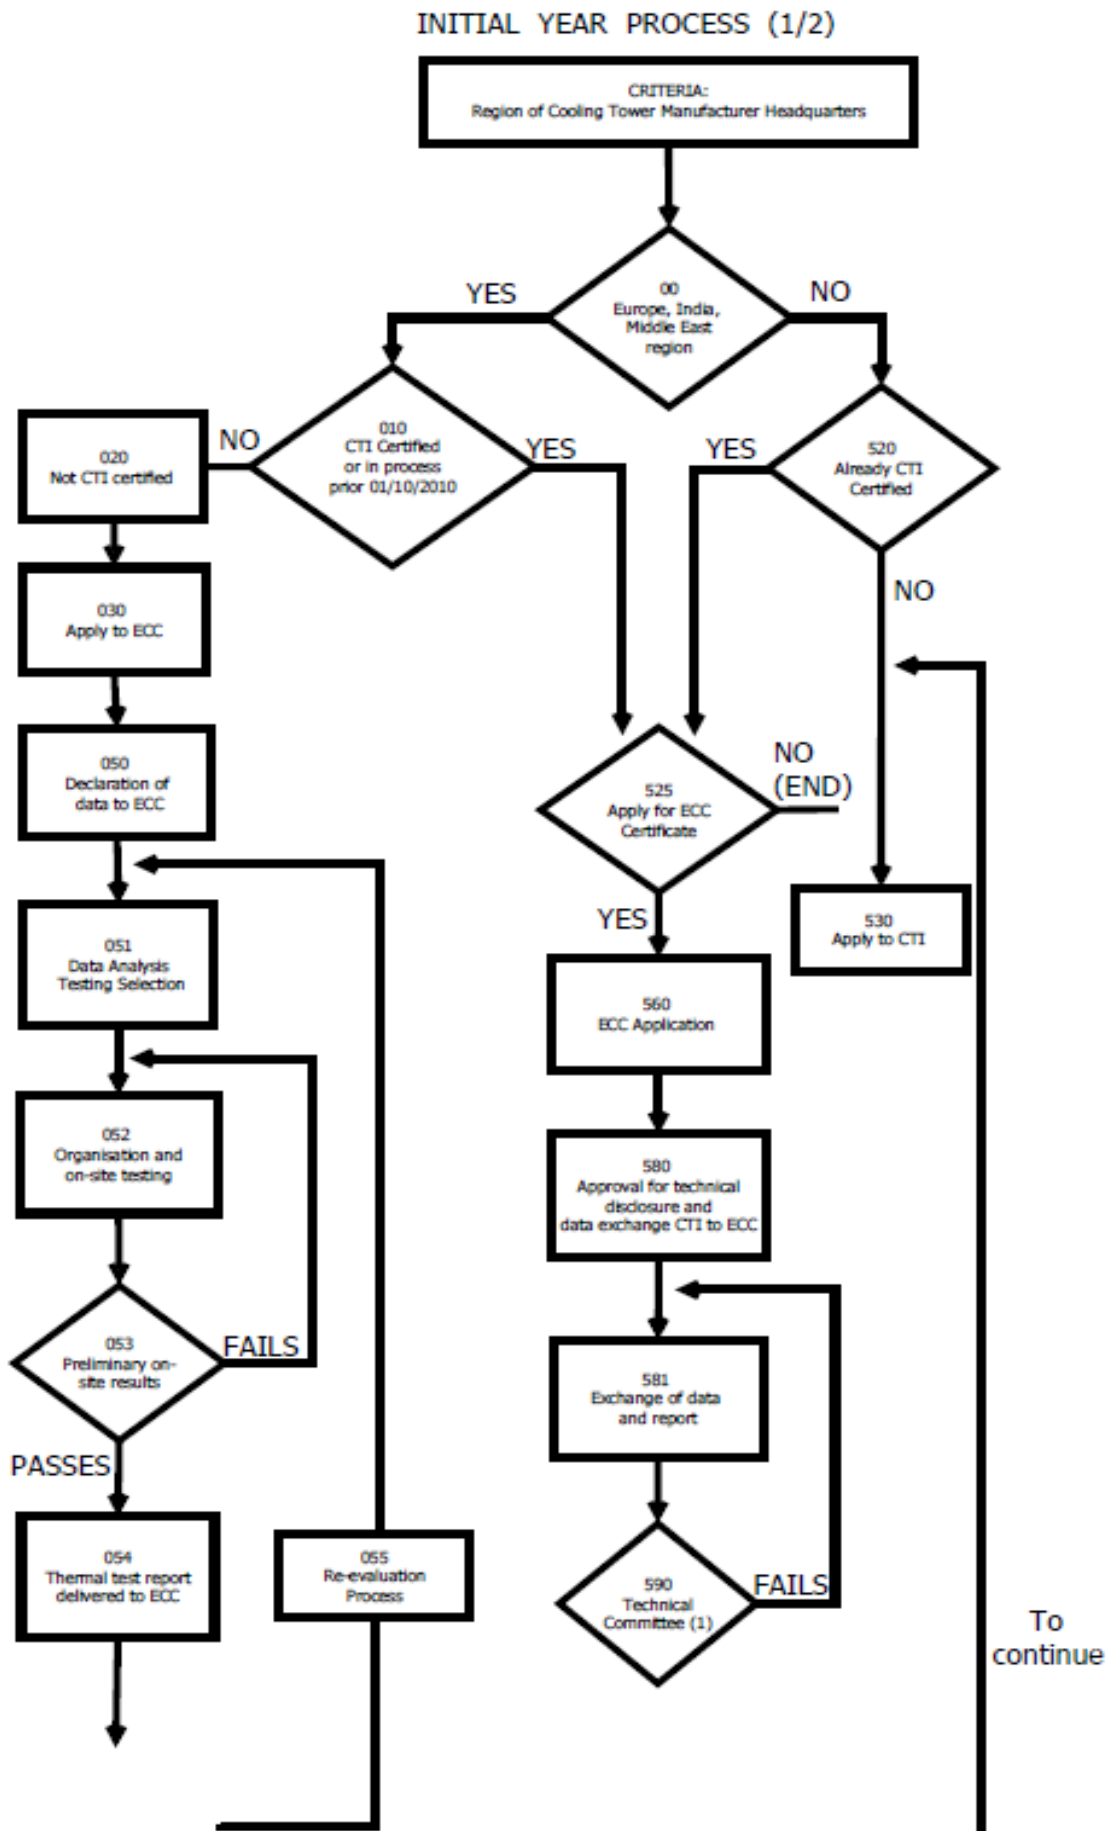 INITIAL YEAR PROCESS (1/2)
CRITERIA:
Region of Cooling Tower Manufacturer Headquarters
YES
00
Europe, India,
Middle East
region
NO
020
Not CTI certified
NO
010
CTI Certified
or in process
prior 01/10/2010
YES
YES
520
Already CTI
Certified
NO
030
Apply to ECC
050
Declaration of
data to ECC
525
Apply for ECC
Certificate
NO
(END)
YES
530
Apply to CTI
051
Data Analysis
Testing Selection
560
ECC Application
052
Organisation and
on-site testing
580
Approval for technical
disclosure and
data exchange CTI to ECC
053
Preliminary on-
site results
FAILS
581
Exchange of data
and report
PASSES
054
Thermal test report
delivered to ECC
055
Re-evaluation
Process
590
Technical
Committee (1)
FAILS
To
continue